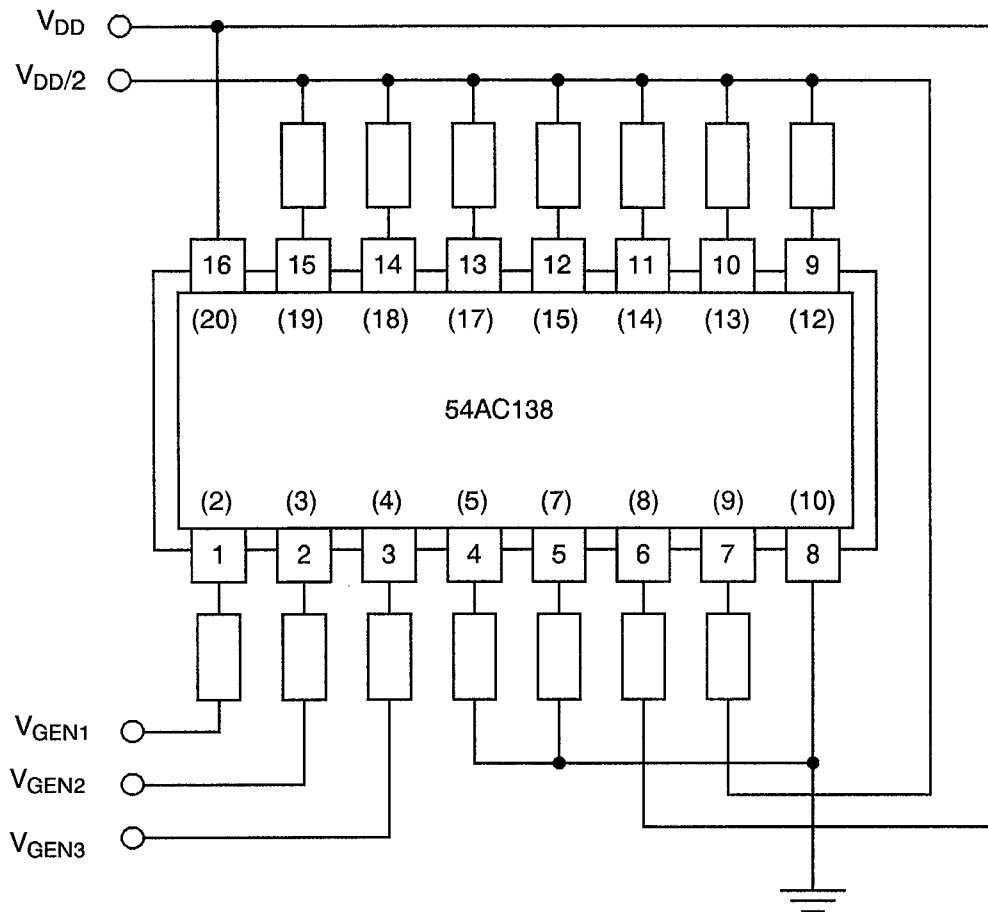 VDD
VDD/2
16 15 14 13 12 11 10 9
(20) (19) (18) (17) (15) (14) (13) (12)
54AC138
(2) (3) (4) (5) (7) (8) (9) (10)
1 2 3 4 5 6 7 8
VGEN1
VGEN2
VGEN3